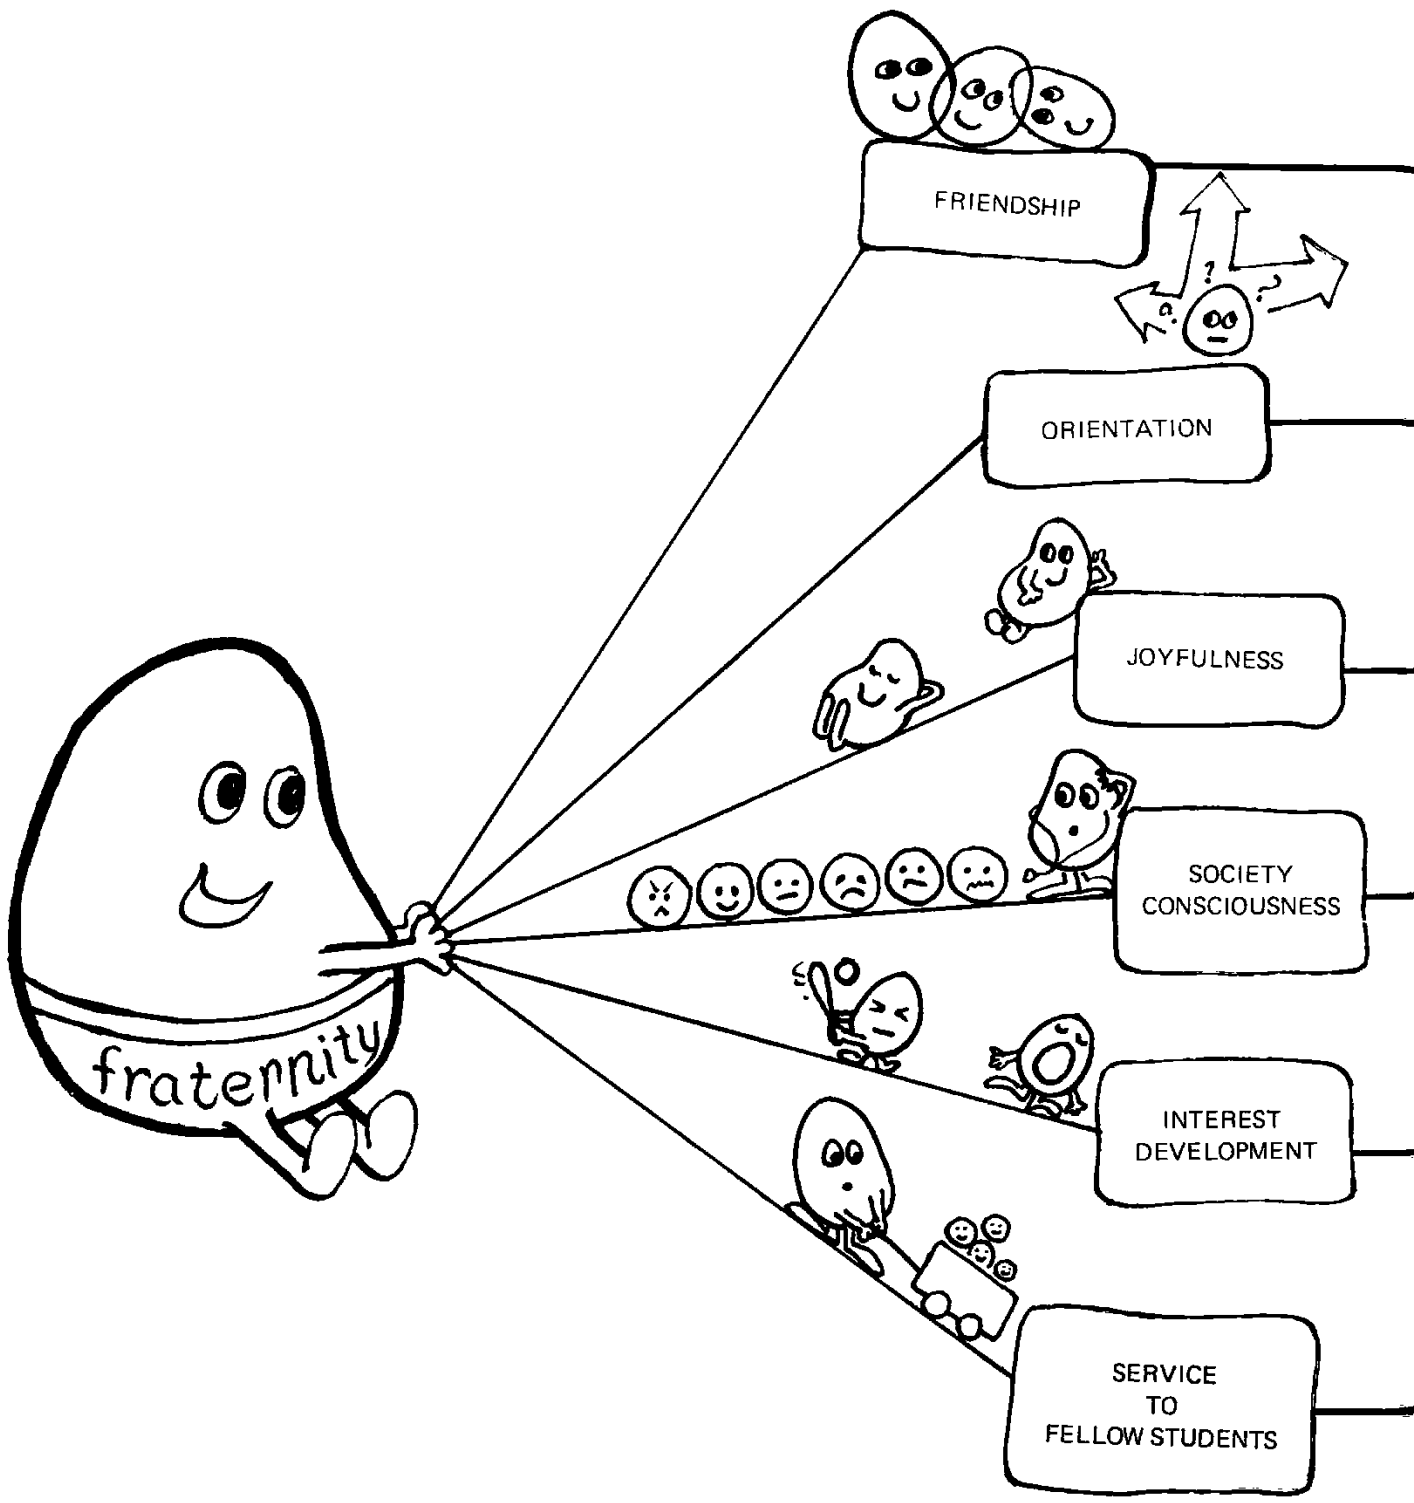 FRIENDSHIP
? ? ?
ORIENTATION
JOYFULNESS
SOCIETY
CONSCIOUSNESS
fraternity
INTEREST
DEVELOPMENT
SERVICE
TO
FELLOW STUDENTS